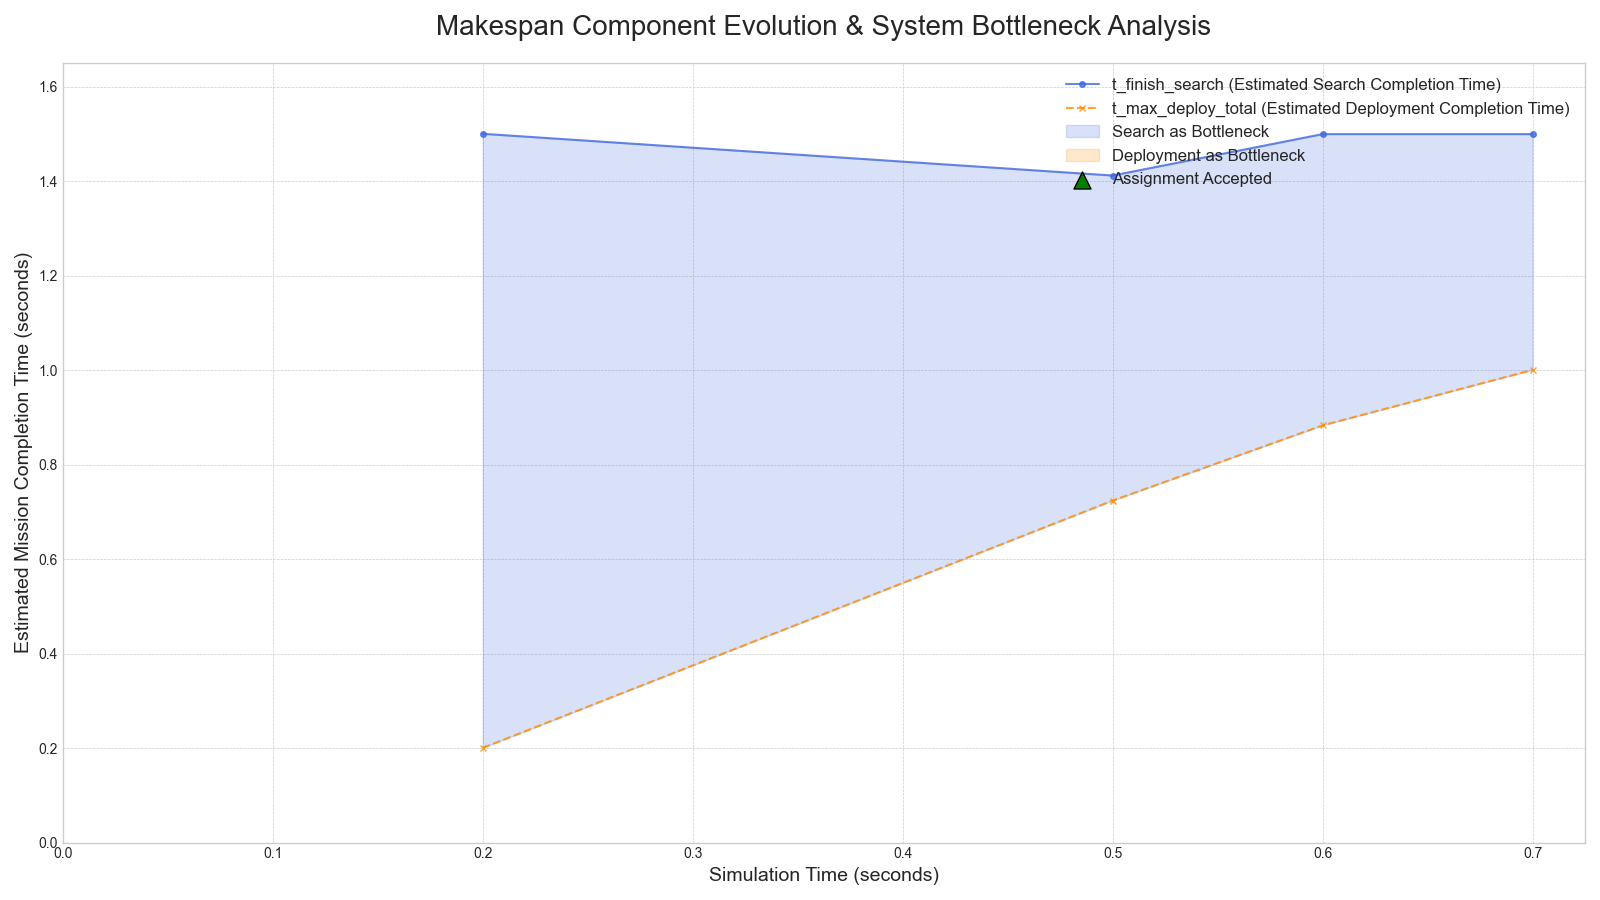 Makespan Component Evolution & System Bottleneck Analysis
t_finish_search (Estimated Search Completion Time)
t_max_deploy_total (Estimated Deployment Completion Time)
Search as Bottleneck
Deployment as Bottleneck
Assignment Accepted
Estimated Mission Completion Time (seconds)
1.6
1.4
1.2
1.0
0.8
0.6
0.4
0.2
0.0
0.0 0.1 0.2 0.3 0.4 0.5 0.6 0.7
Simulation Time (seconds)